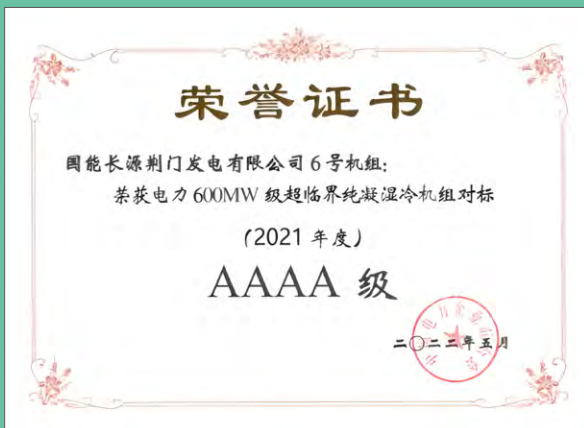 荣誉证书
国能长源荆门发电有限公司6号机组:
荣获电力600MW级超临界纯凝湿冷机组对标
(2021年度)
AAAA级
二〇二二年五月